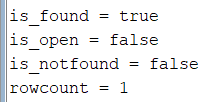 is_found = true
is_open = false
is_notfound = false
rowcount = 1